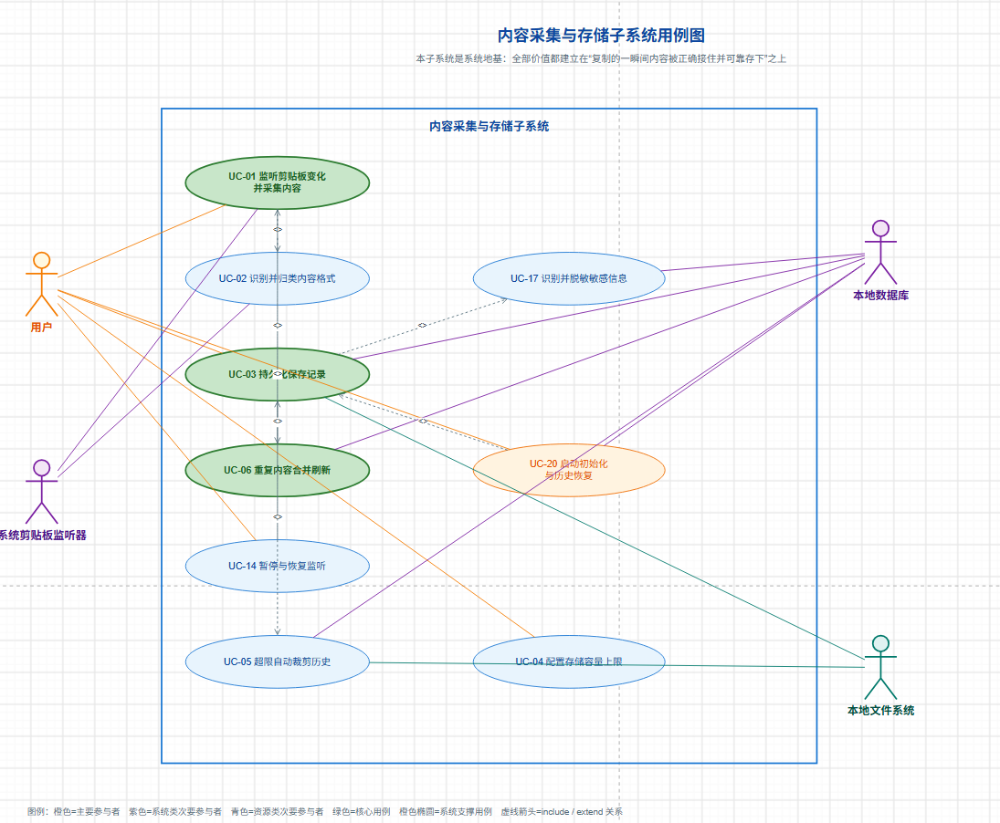 内容采集与存储子系统用例图
本子系统是系统地基：全部价值都建立在“复制的一瞬间内容被正确接住并可靠存下”之上
内容采集与存储子系统
UC-01 监听剪贴板变化
并采集内容
<>
UC-02 识别并归类内容格式
UC-17 识别并脱敏敏感信息
本地数据库
用户
<>
<>
UC-03 持久化保存记录
<>
<>
<>
UC-06 重复内容合并刷新
UC-20 启动初始化
与历史恢复
系统剪贴板监听器
<>
UC-14 暂停与恢复监听
UC-05 超限自动裁剪历史
UC-04 配置存储容量上限
本地文件系统
图例： 橙色=主要参与者 紫色=系统类次要参与者 青色=资源类次要参与者 绿色=核心用例 橙色椭圆=系统支撑用例 虚线箭头=include / extend 关系